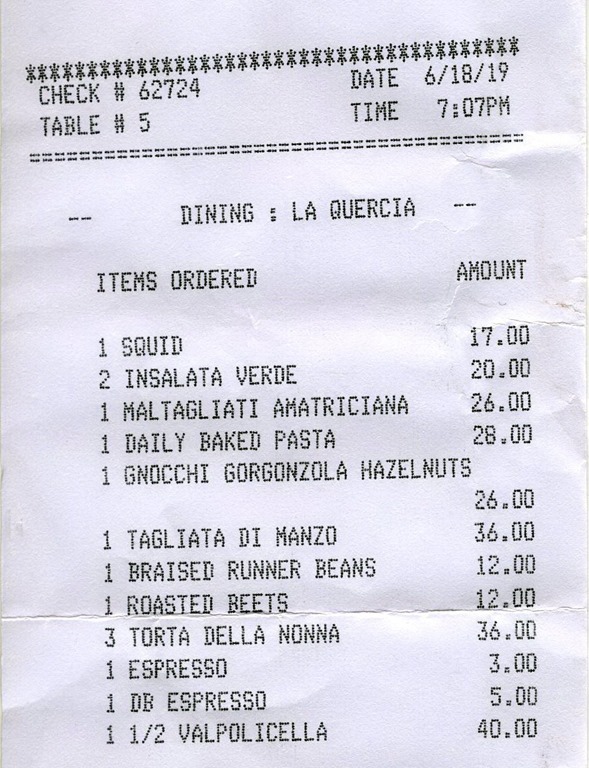 ****************************************
CHECK # 62724 DATE 6/18/19
TABLE # 5 TIME 7:07PM
========================================
-- DINING : LA QUERCIA --
ITEMS ORDERED AMOUNT
1 SQUID 17.00
2 INSALATA VERDE 20.00
1 MALTAGLIATI AMATRICIANA 26.00
1 DAILY BAKED PASTA 28.00
1 GNOCCHI GORGONZOLA HAZELNUTS
26.00
1 TAGLIATA DI MANZO 36.00
1 BRAISED RUNNER BEANS 12.00
1 ROASTED BEETS 12.00
3 TORTA DELLA NONNA 36.00
1 ESPRESSO 3.00
1 DB ESPRESSO 5.00
1 1/2 VALPOLICELLA 40.00